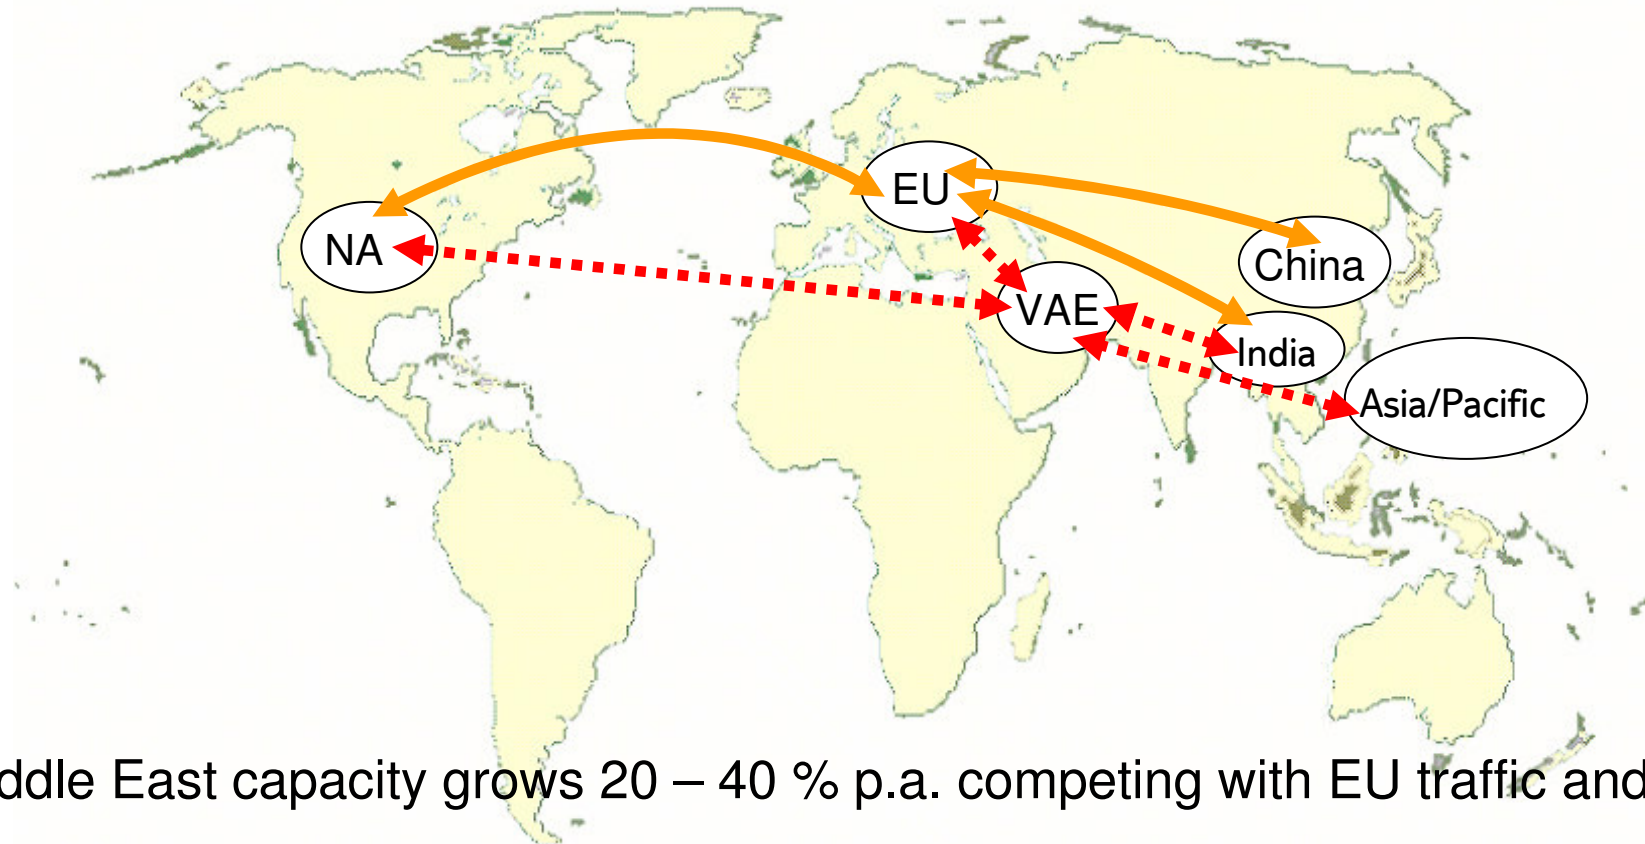 EU
NA
China
VAE
India
Asia/Pacific
ddle East capacity grows 20 – 40 % p.a. competing with EU traffic and